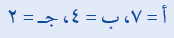 أ = ٧، ب = ٤، جـ = ٢